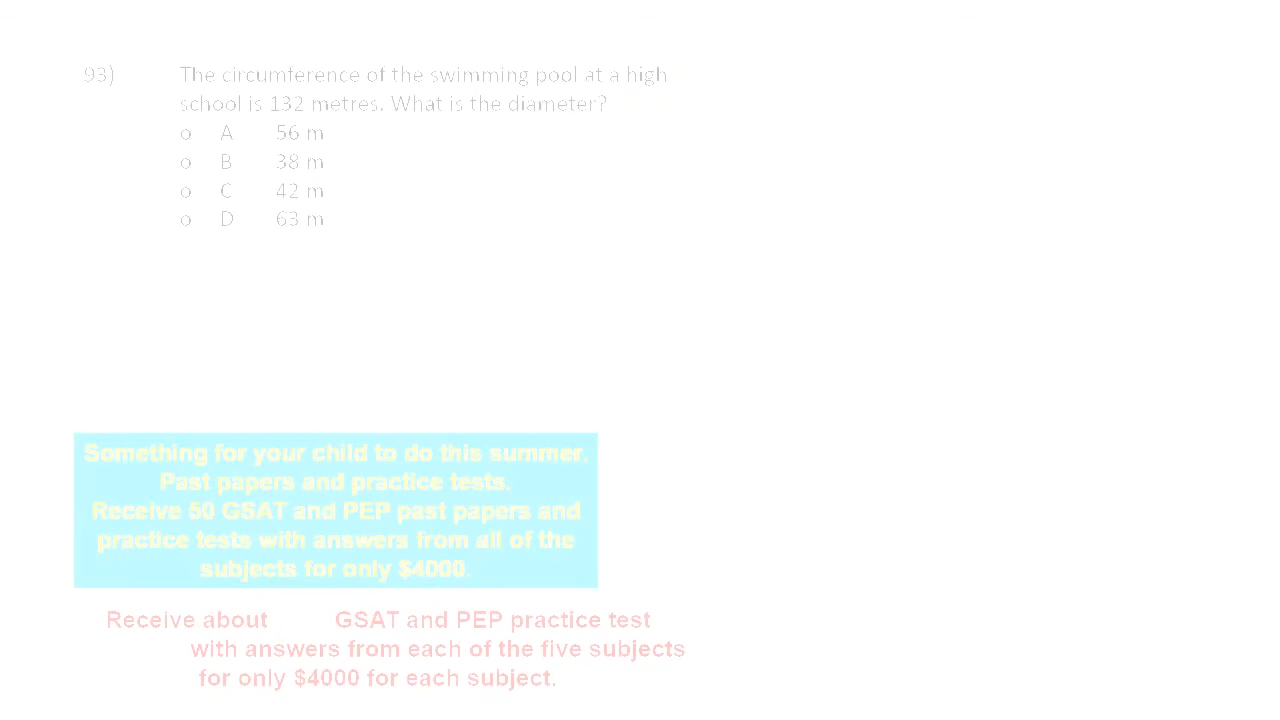 93) The circumference of the swimming pool at a high
school is 132 metres. What is the diameter?
o A 56 m
o B 38 m
o C 42 m
o D 63 m
Something for your child to do this summer.
Past papers and practice tests.
Receive 50 GSAT and PEP past papers and
practice tests with answers from all of the
subjects for only $4000.
Receive about GSAT and PEP practice test
with answers from each of the five subjects
for only $4000 for each subject.